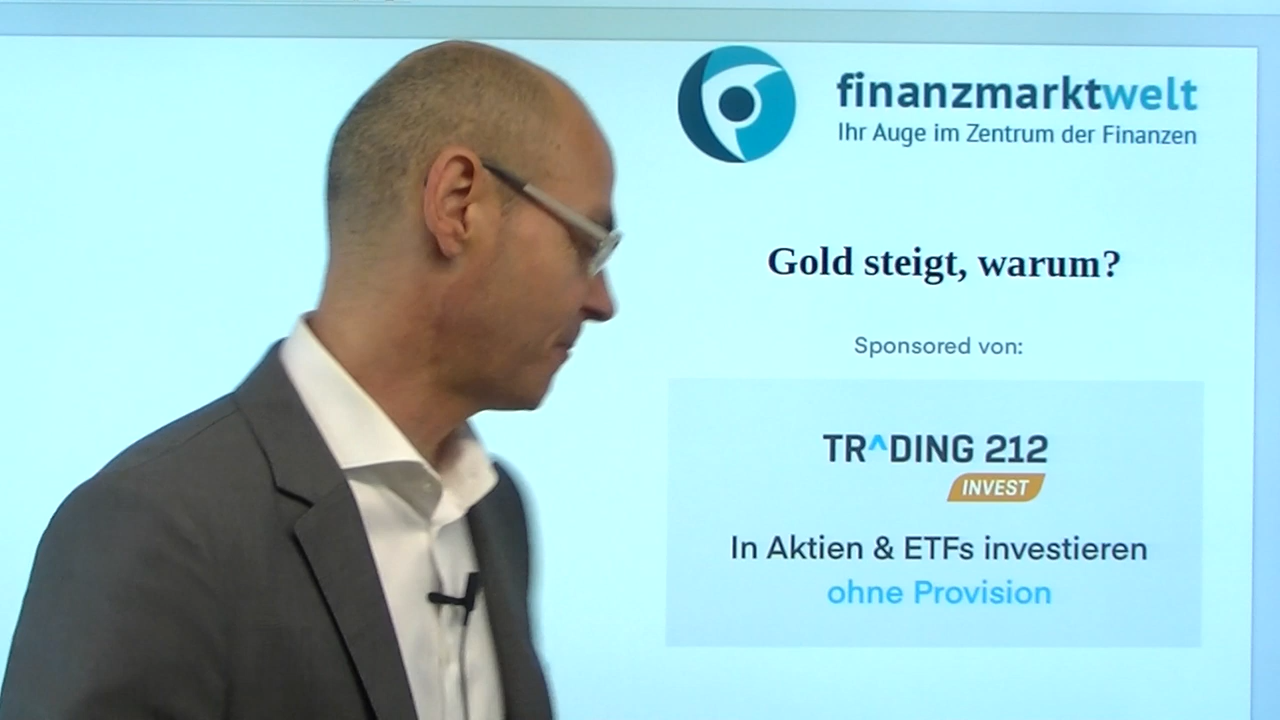 finanzmarktwelt
Ihr Auge im Zentrum der Finanzen
Gold steigt, warum?
Sponsored von:
TR^DING 212
INVEST
In Aktien & ETFs investieren
ohne Provision